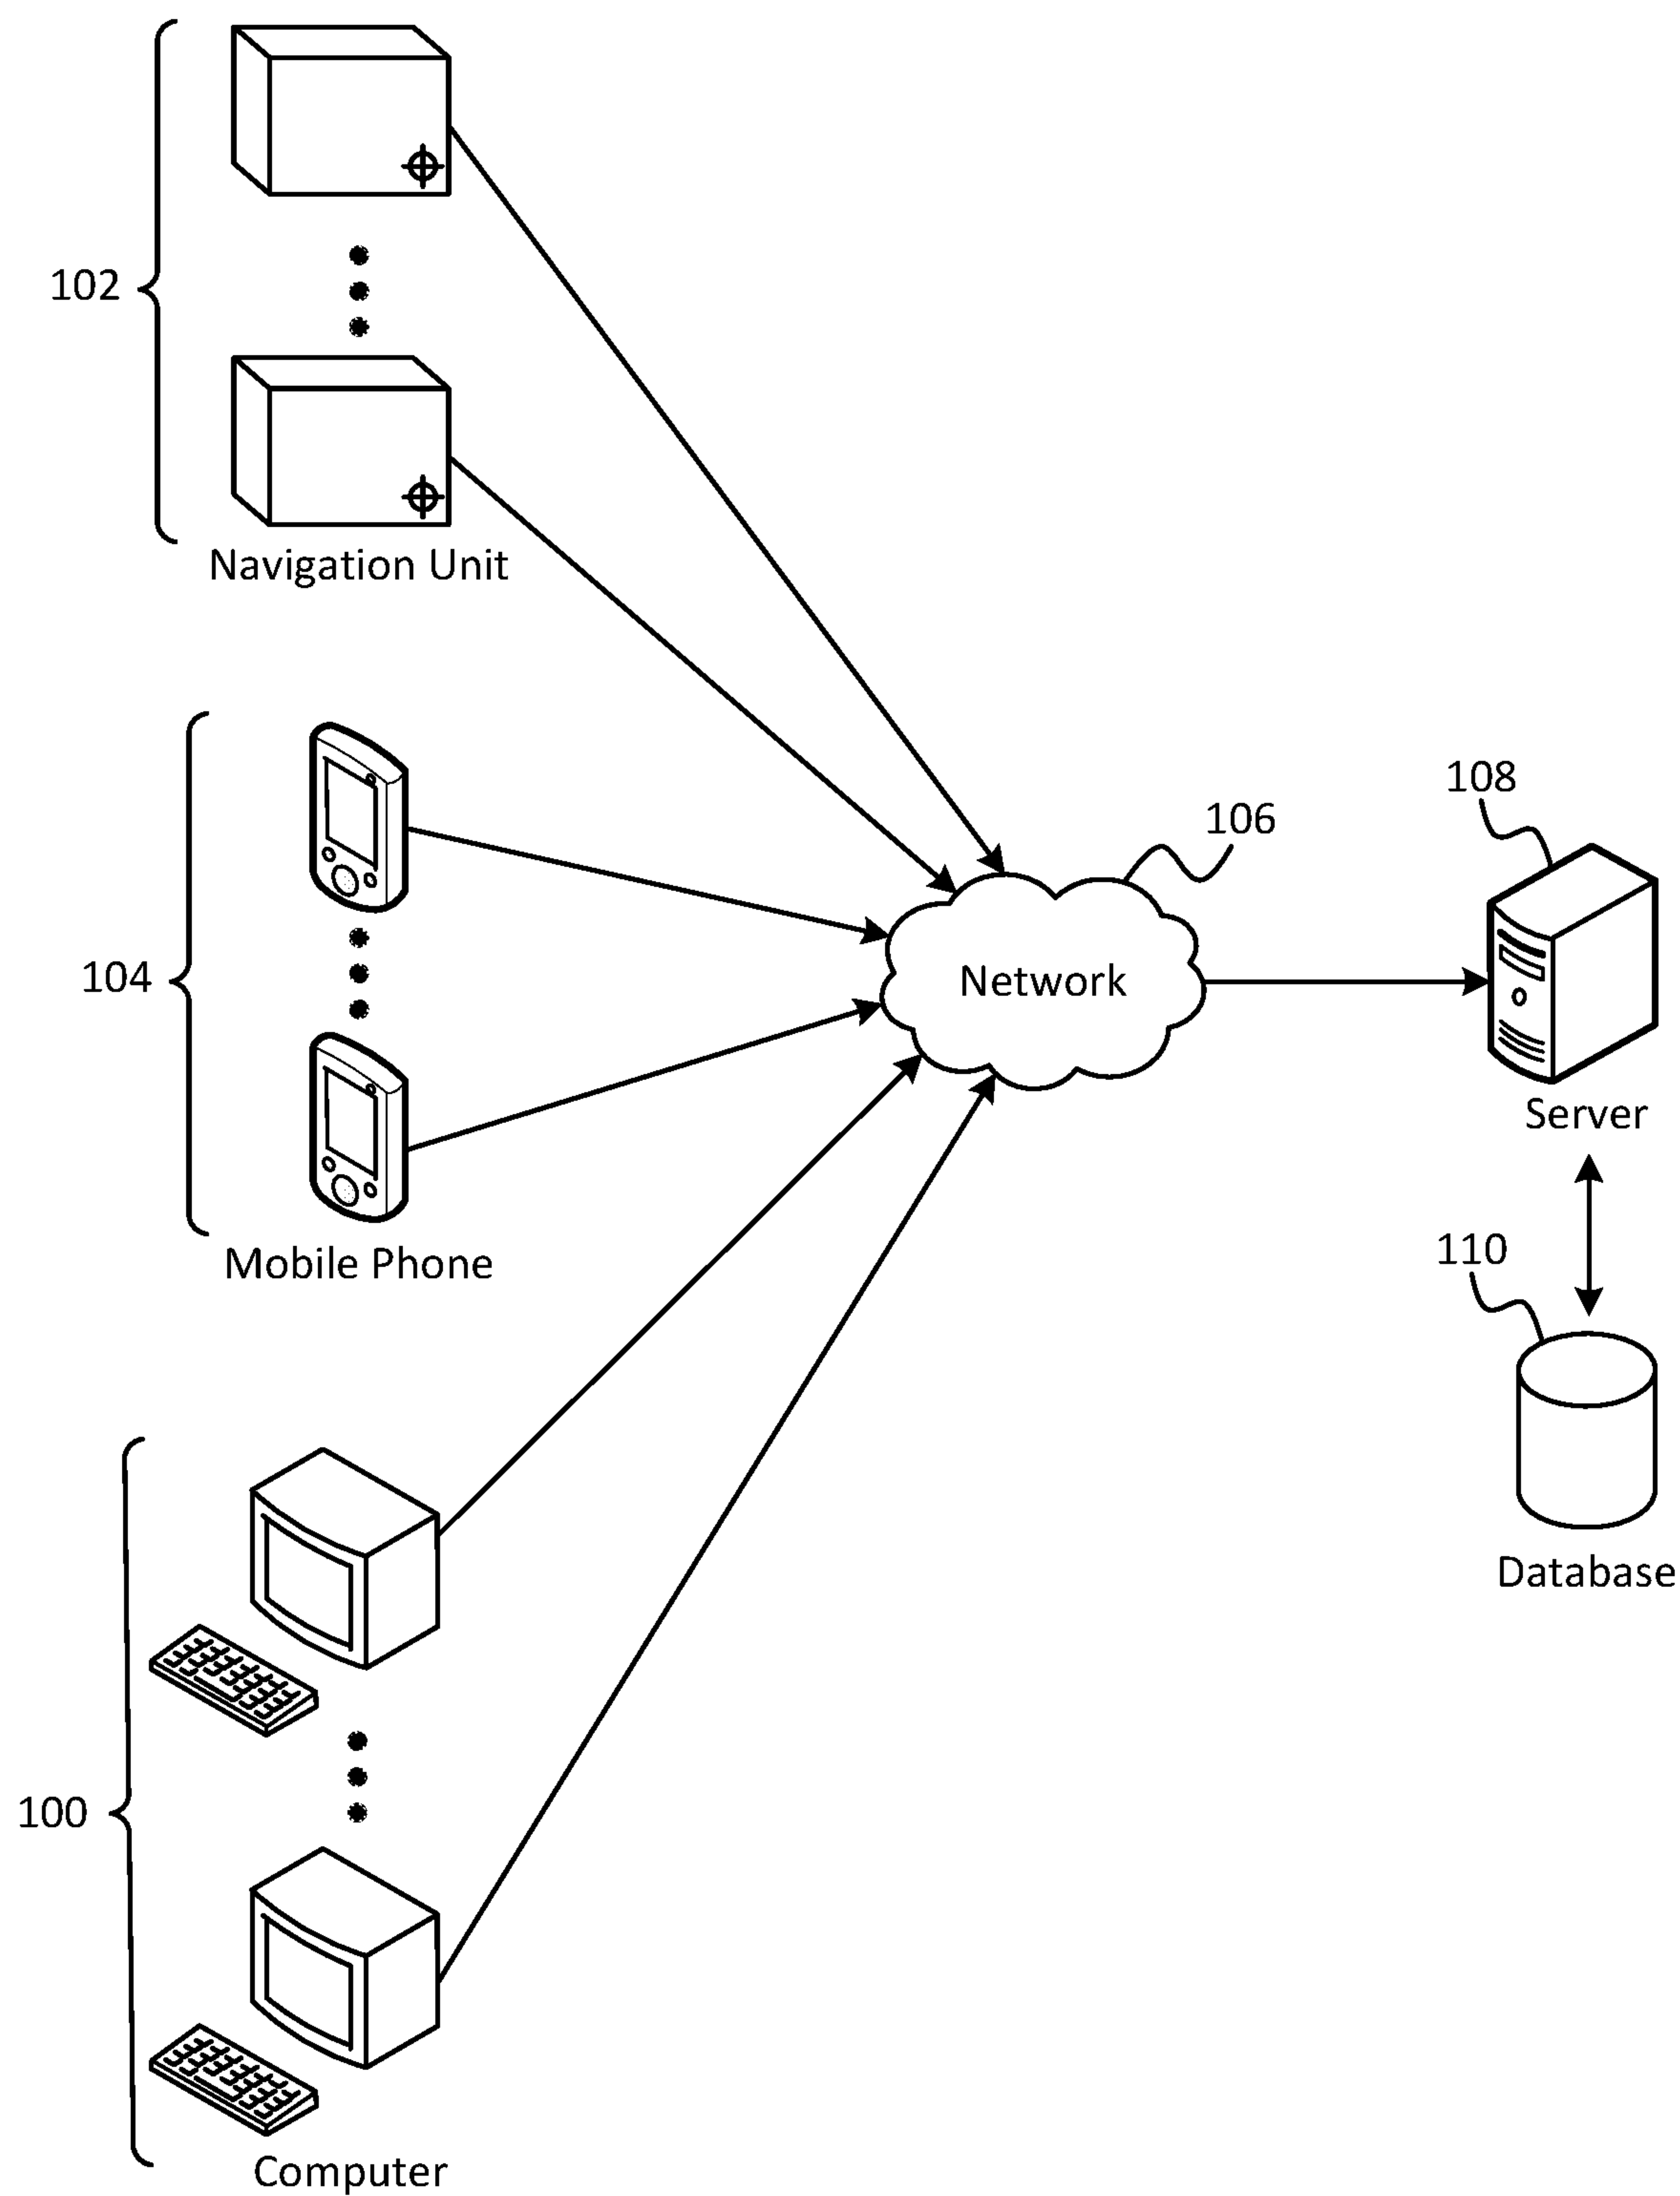 102
Navigation Unit
108
106
104
Network
Server
110
Mobile Phone
Database
100
Computer